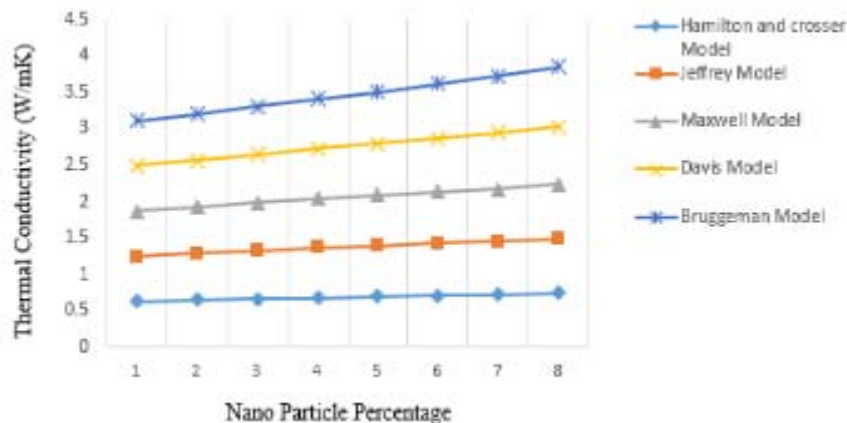 4.5
4
3.5
3
2.5
2
1.5
1
0.5
0
Thermal Conductivity (W/mK)
1 2 3 4 5 6 7 8
Nano Particle Percentage
Hamilton and crosser
Model
Jeffrey Model
Maxwell Model
Davis Model
Bruggeman Model